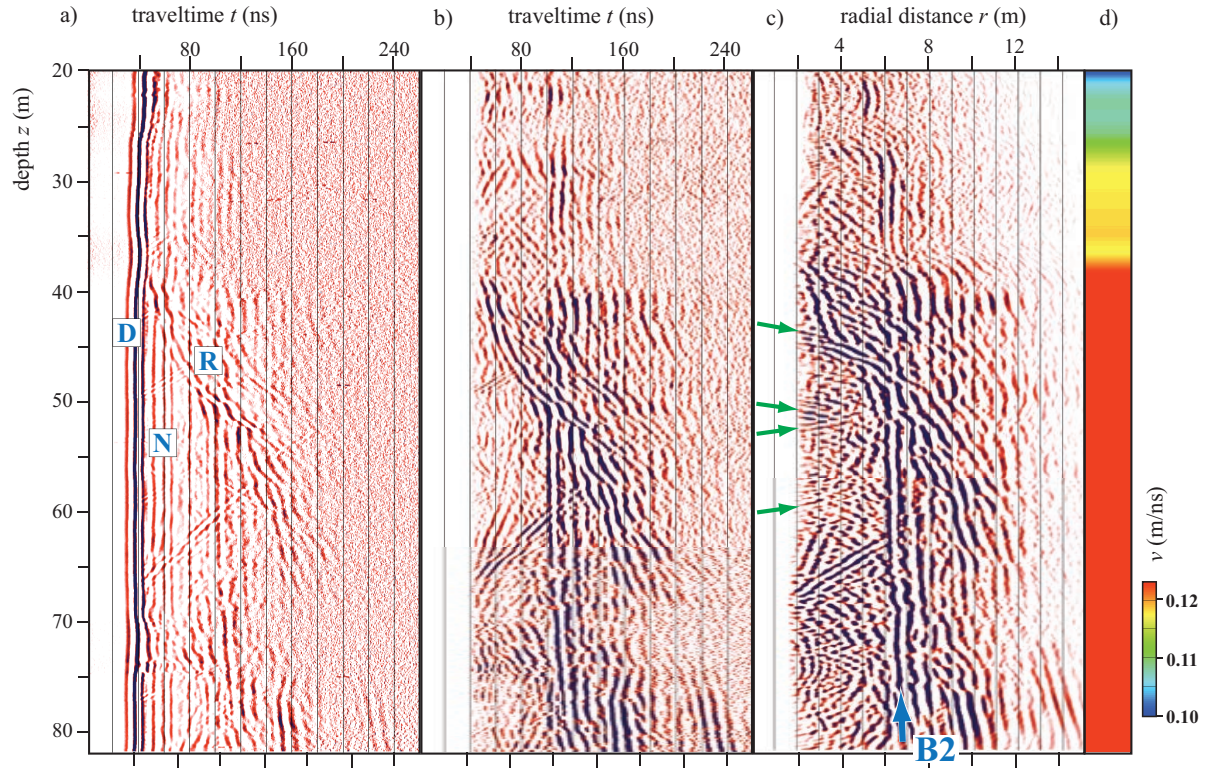 a) traveltime t (ns) b) traveltime t (ns) c) radial distance r (m) d)
80 160 240 80 160 240 4 8 12
depth z (m)
20
30
40
50
60
70
80
D
R
N
B2
v (m/ns)
0.12
0.11
0.10